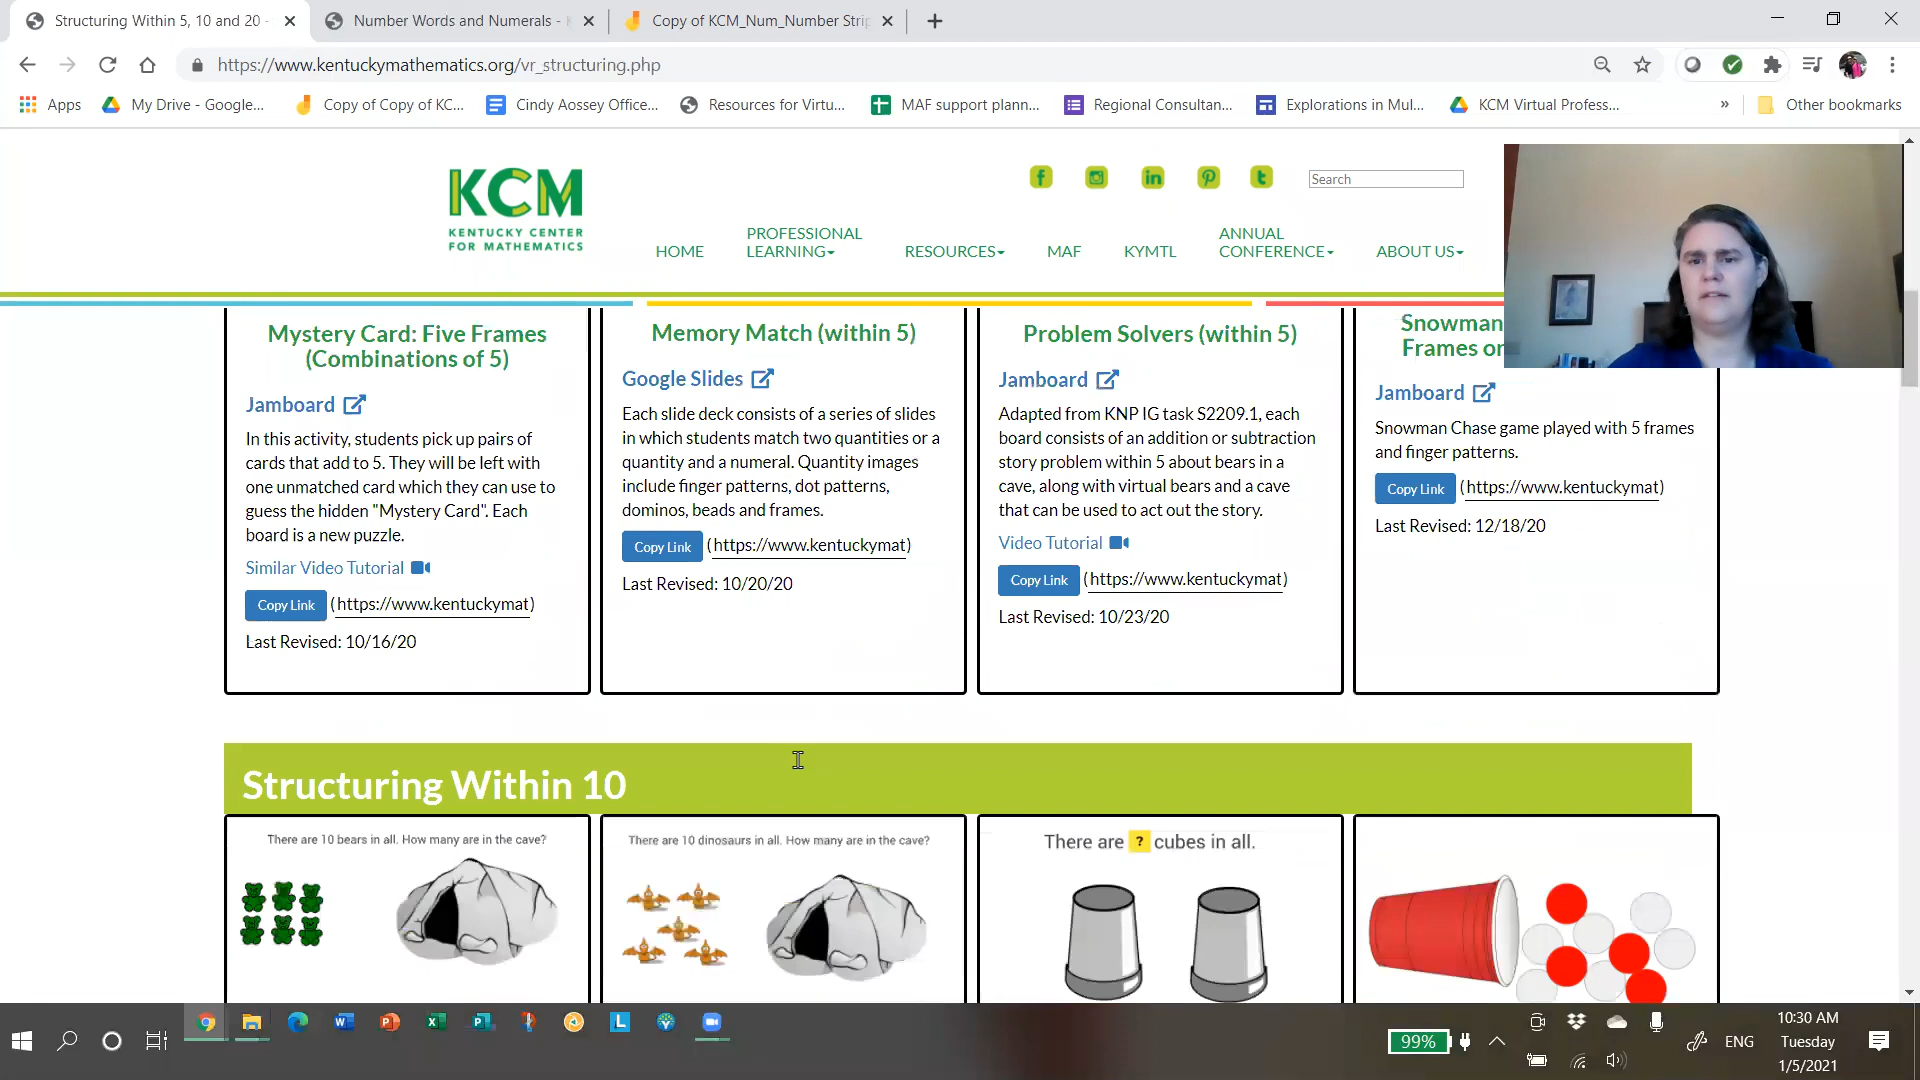 Structuring Within 5, 10 and 20 -
Number Words and Numerals -
Copy of KCM_Num_Number Strip
https://www.kentuckymathematics.org/vr_structuring.php
Apps
My Drive - Google...
Copy of Copy of KC...
Cindy Aossey Office...
Resources for Virtu...
MAF support plann...
Regional Consultan...
Explorations in Mul...
KCM Virtual Profess...
»
Other bookmarks
KCM
KENTUCKY CENTER
FOR MATHEMATICS
Search
HOME
PROFESSIONAL
LEARNING
RESOURCES
MAF
KYMTL
ANNUAL
CONFERENCE
ABOUT US
Mystery Card: Five Frames
(Combinations of 5)
Jamboard
In this activity, students pick up pairs of
cards that add to 5. They will be left with
one unmatched card which they can use to
guess the hidden "Mystery Card". Each
board is a new puzzle.
Similar Video Tutorial
Copy Link (https://www.kentuckymat)
Last Revised: 10/16/20
Memory Match (within 5)
Google Slides
Each slide deck consists of a series of slides
in which students match two quantities or a
quantity and a numeral. Quantity images
include finger patterns, dot patterns,
dominos, beads and frames.
Copy Link (https://www.kentuckymat)
Last Revised: 10/20/20
Problem Solvers (within 5)
Jamboard
Adapted from KNP IG task S2209.1, each
board consists of an addition or subtraction
story problem within 5 about bears in a
cave, along with virtual bears and a cave
that can be used to act out the story.
Video Tutorial
Copy Link (https://www.kentuckymat)
Last Revised: 10/23/20
Snowman
Frames or
Jamboard
Snowman Chase game played with 5 frames
and finger patterns.
Copy Link (https://www.kentuckymat)
Last Revised: 12/18/20
Structuring Within 10
There are 10 bears in all. How many are in the cave?
There are 10 dinosaurs in all. How many are in the cave?
There are ? cubes in all.
99%
ENG
10:30 AM
Tuesday
1/5/2021